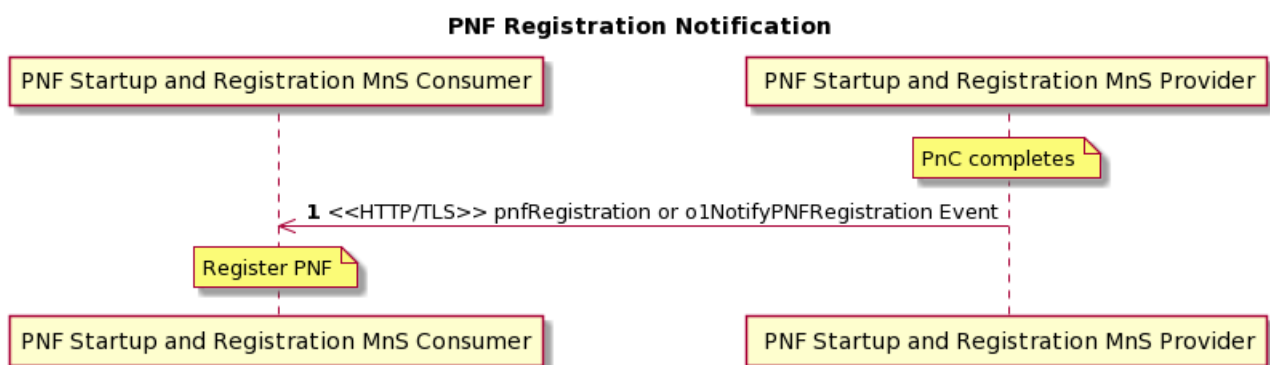 PNF Registration Notification
PNF Startup and Registration MnS Consumer
PNF Startup and Registration MnS Provider
PnC completes
1 <<HTTP/TLS>> pnfRegistration or o1NotifyPNFRegistration Event
Register PNF
PNF Startup and Registration MnS Consumer
PNF Startup and Registration MnS Provider